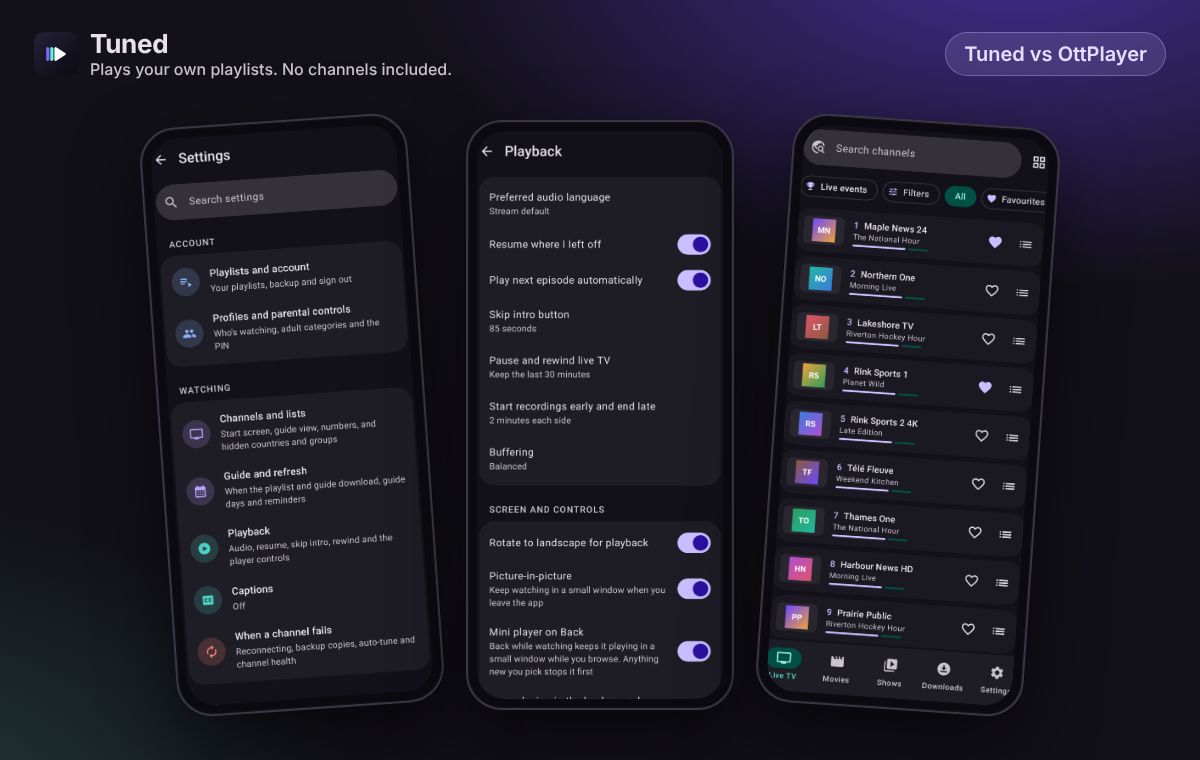 Tuned
Plays your own playlists. No channels included.
Tuned vs OttPlayer
Settings
Search settings
ACCOUNT
Playlists and account
Your playlists, backup and sign out
Profiles and parental controls
Who's watching, adult categories and the
PIN
WATCHING
Channels and lists
Start screen, guide view, numbers, and
hidden countries and groups
Guide and refresh
When the playlist and guide download, guide
days and reminders
Playback
Audio, resume, skip intro, rewind and the
player controls
Captions
Off
When a channel fails
Reconnecting, backup copies, auto-tune and
channel health
Playback
Preferred audio language
Stream default
Resume where I left off
Play next episode automatically
Skip intro button
85 seconds
Pause and rewind live TV
Keep the last 30 minutes
Start recordings early and end late
2 minutes each side
Buffering
Balanced
SCREEN AND CONTROLS
Rotate to landscape for playback
Picture-in-picture
Keep watching in a small window when you
leave the app
Mini player on Back
Back while watching keeps it playing in a
small window while you browse. Anything
new you pick stops it first
Search channels
Live events
Filters
All
Favourites
MN
1 Maple News 24
The National Hour
NO
2 Northern One
Morning Live
LT
3 Lakeshore TV
Riverton Hockey Hour
RS
4 Rink Sports 1
Planet Wild
RS
5 Rink Sports 2 4K
Late Edition
TF
6 Télé Fleuve
Weekend Kitchen
TO
7 Thames One
The National Hour
HN
8 Harbour News HD
Morning Live
PP
9 Prairie Public
Riverton Hockey Hour
Live TV
Movies
Shows
Downloads
Settings